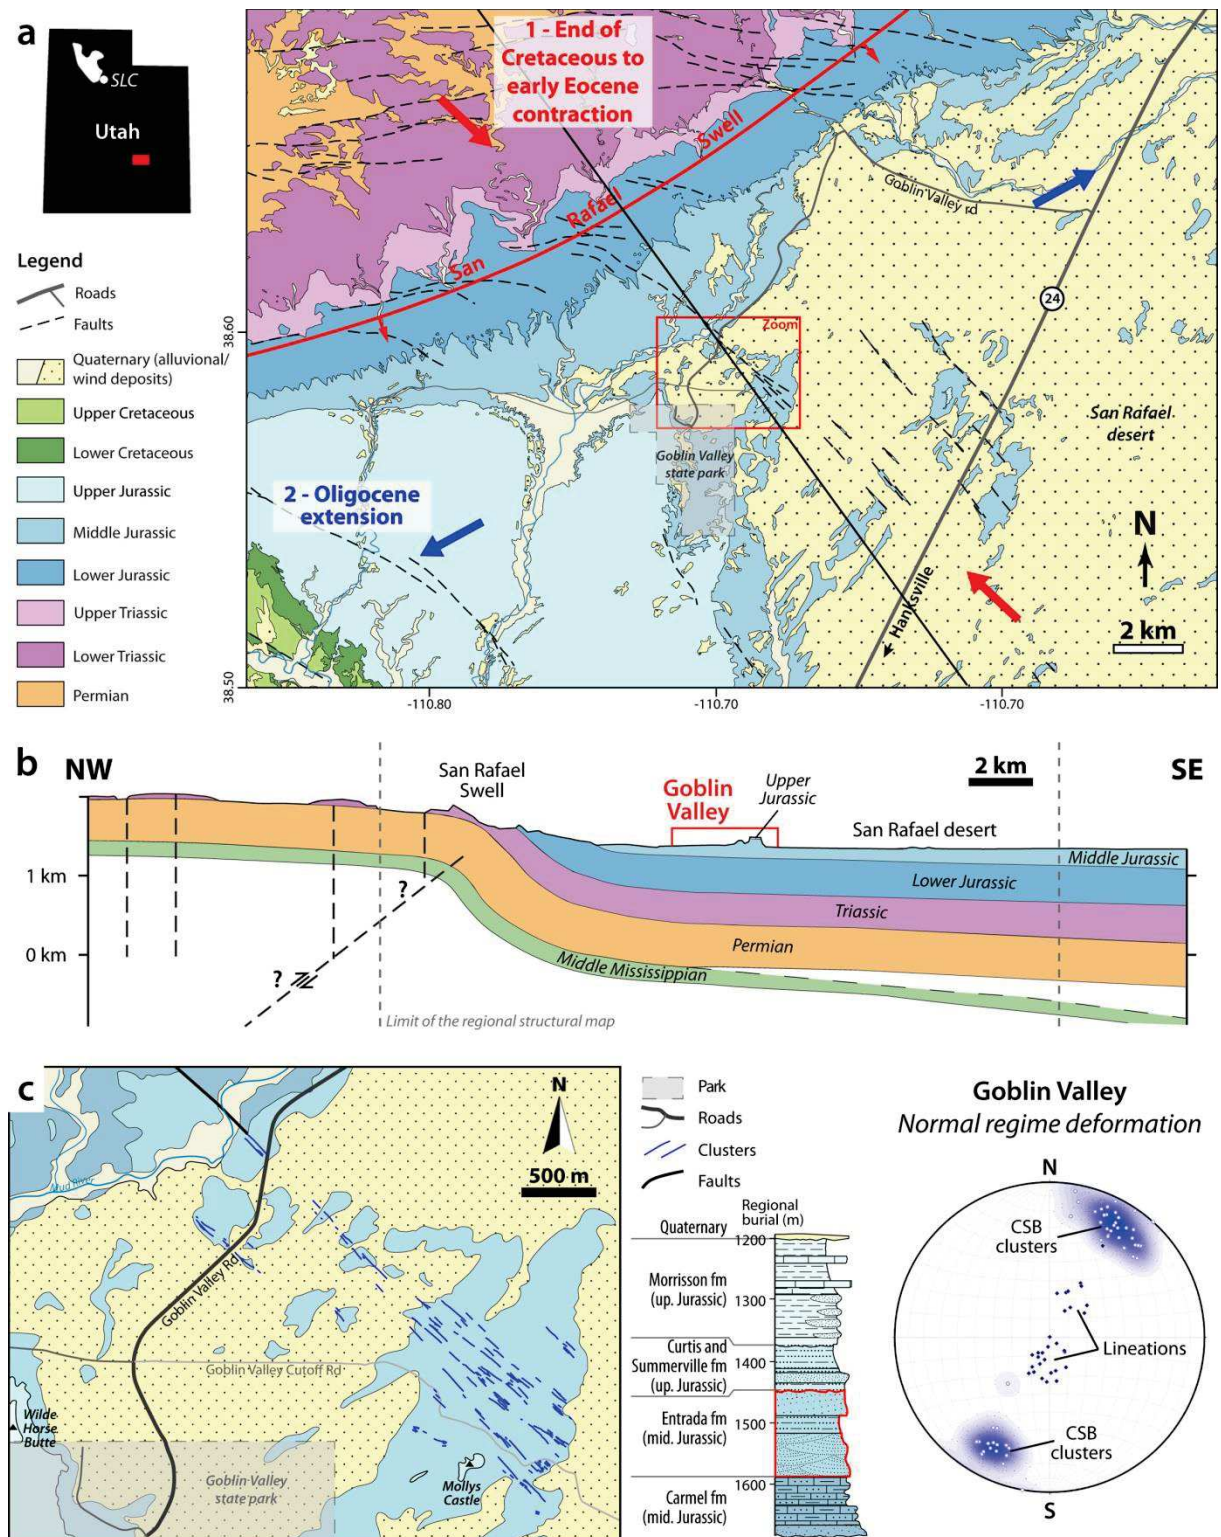 a
SLC
Utah
Legend
Roads
Faults
Quaternary (alluvional/
wind deposits)
Upper Cretaceous
Lower Cretaceous
Upper Jurassic
Middle Jurassic
Lower Jurassic
Upper Triassic
Lower Triassic
Permian
1 - End of
Cretaceous to
early Eocene
contraction
San Rafael Swell
Goblin Valley rd
24
Zoom
San Rafael
desert
Goblin Valley
state park
2 - Oligocene
extension
Hanksville
N
2 km
38.60
38.50
-110.80
-110.70
-110.70
b
NW
San Rafael
Swell
Goblin
Valley
Upper
Jurassic
2 km
SE
San Rafael desert
Middle Jurassic
Lower Jurassic
Triassic
Permian
Middle Mississippian
1 km
0 km
?
?
Limit of the regional structural map
c
N
500 m
Mud River
Goblin Valley Rd
Goblin Valley Cutoff Rd
Wilde
Horse
Butte
Goblin Valley
state park
Mollys
Castle
Park
Roads
Clusters
Faults
Regional
burial (m)
Quaternary
1200
Morrisson fm
(up. Jurassic)
1300
Curtis and
Summerville fm
(up. Jurassic)
1400
Entrada fm
(mid. Jurassic)
1500
1600
Carmel fm
(mid. Jurassic)
Goblin Valley
Normal regime deformation
N
CSB
clusters
Lineations
CSB
clusters
S